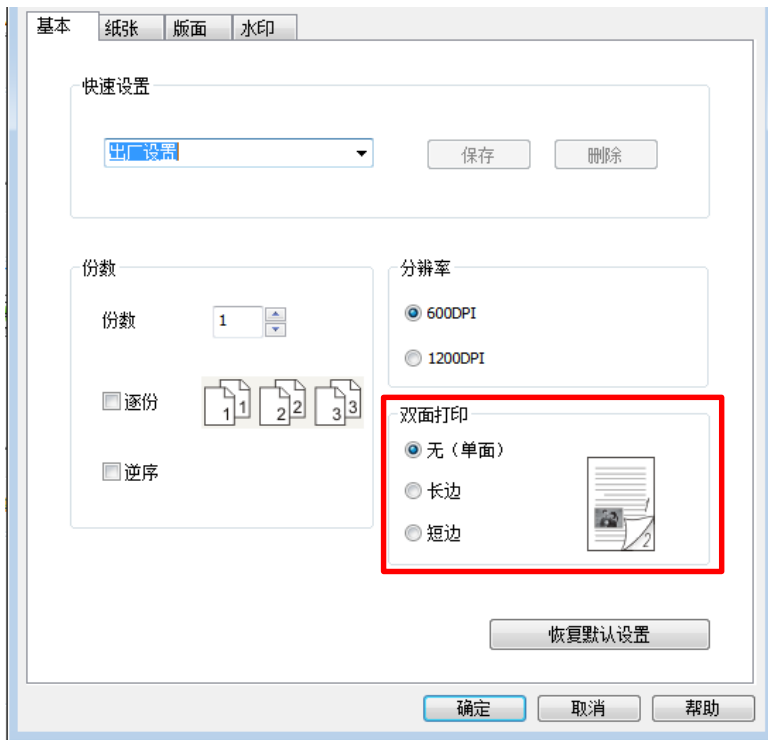 基本 纸张 版面 水印
快速设置
出厂设置 保存 删除
份数
份数 1
逐份 1 1 2 2 3 3
逆序
分辨率
600DPI
1200DPI
双面打印
无（单面）
长边
短边
2
恢复默认设置
确定 取消 帮助